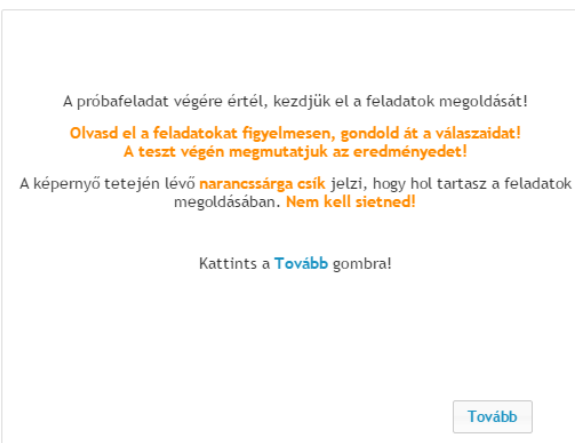 A próbafeladat végére értél, kezdjük el a feladatok megoldását!
Olvasd el a feladatokat figyelmesen, gondold át a válaszaidat!
A teszt végén megmutatjuk az eredményedet!
A képernyő tetején lévő narancssárga csík jelzi, hogy hol tartasz a feladatok
megoldásában. Nem kell sietned!
Kattints a Tovább gombra!
Tovább